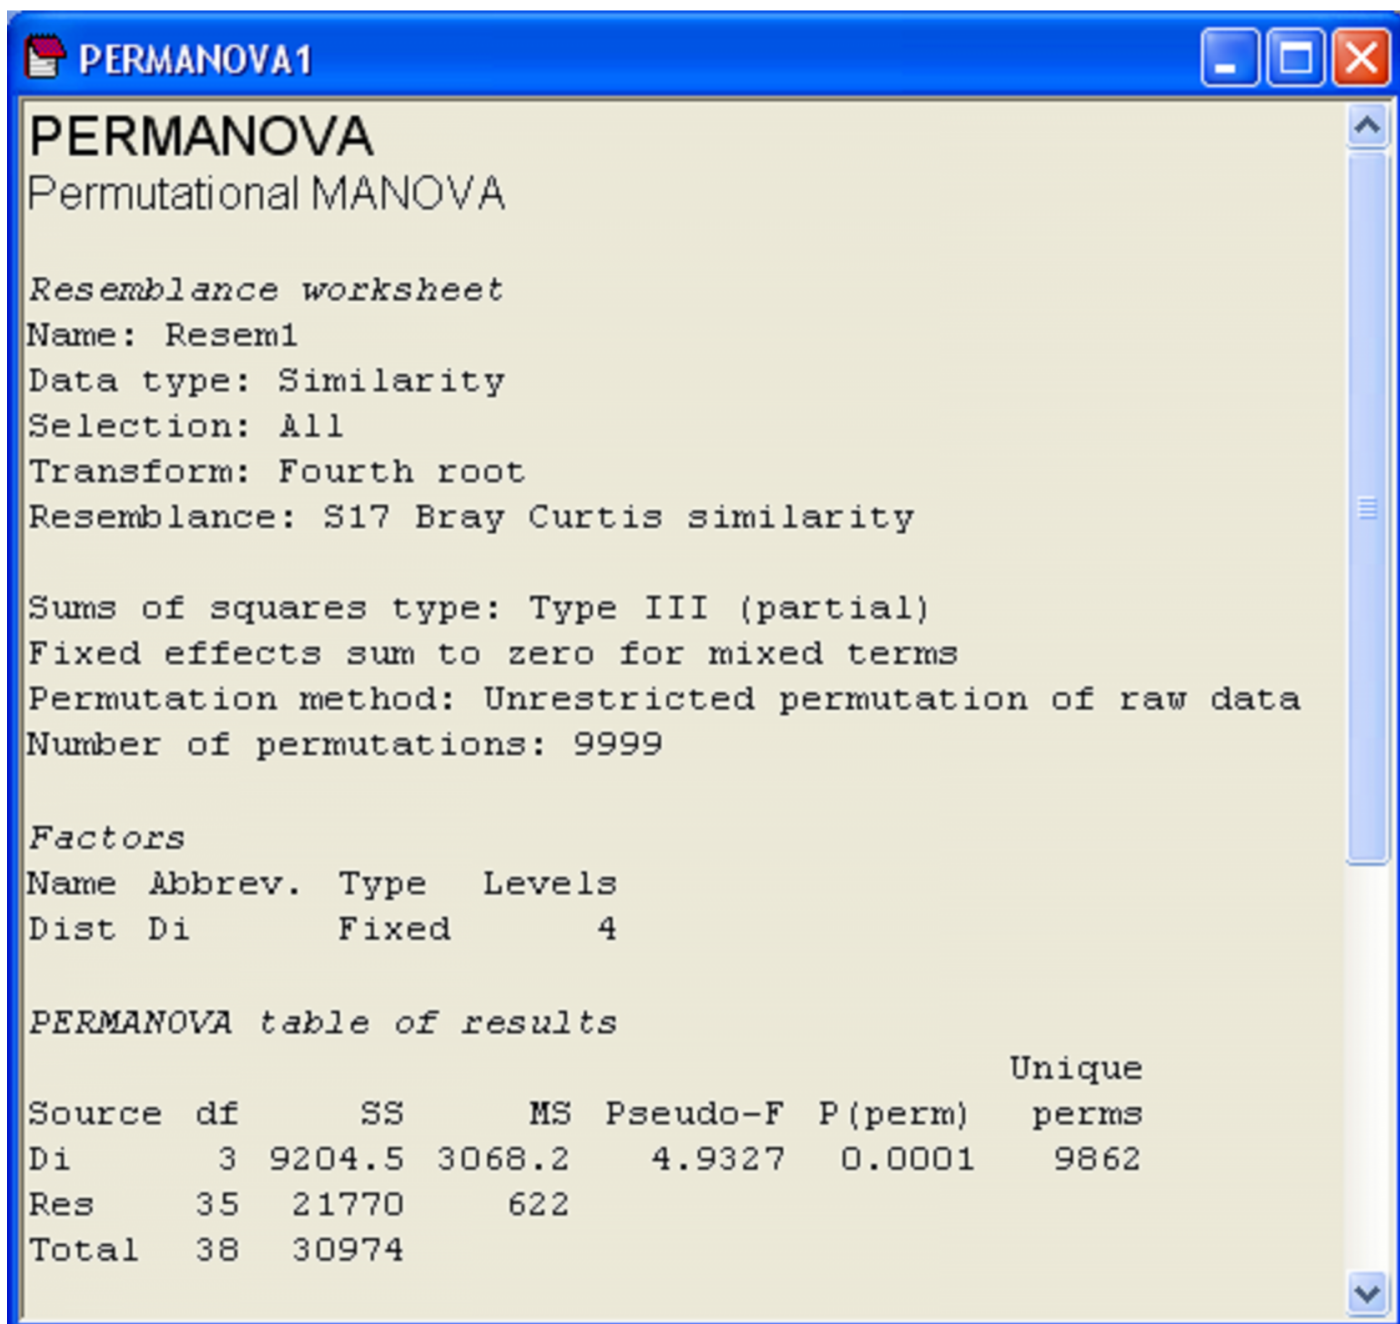 PERMANOVA1
PERMANOVA
Permutational MANOVA
Resemblance worksheet
Name: Resem1
Data type: Similarity
Selection: All
Transform: Fourth root
Resemblance: S17 Bray Curtis similarity
Sums of squares type: Type III (partial)
Fixed effects sum to zero for mixed terms
Permutation method: Unrestricted permutation of raw data
Number of permutations: 9999
Factors
Name Abbrev. Type Levels
Dist Di Fixed 4
PERMANOVA table of results
Unique
Source df SS MS Pseudo-F P(perm) perms
Di 3 9204.5 3068.2 4.9327 0.0001 9862
Res 35 21770 622
Total 38 30974